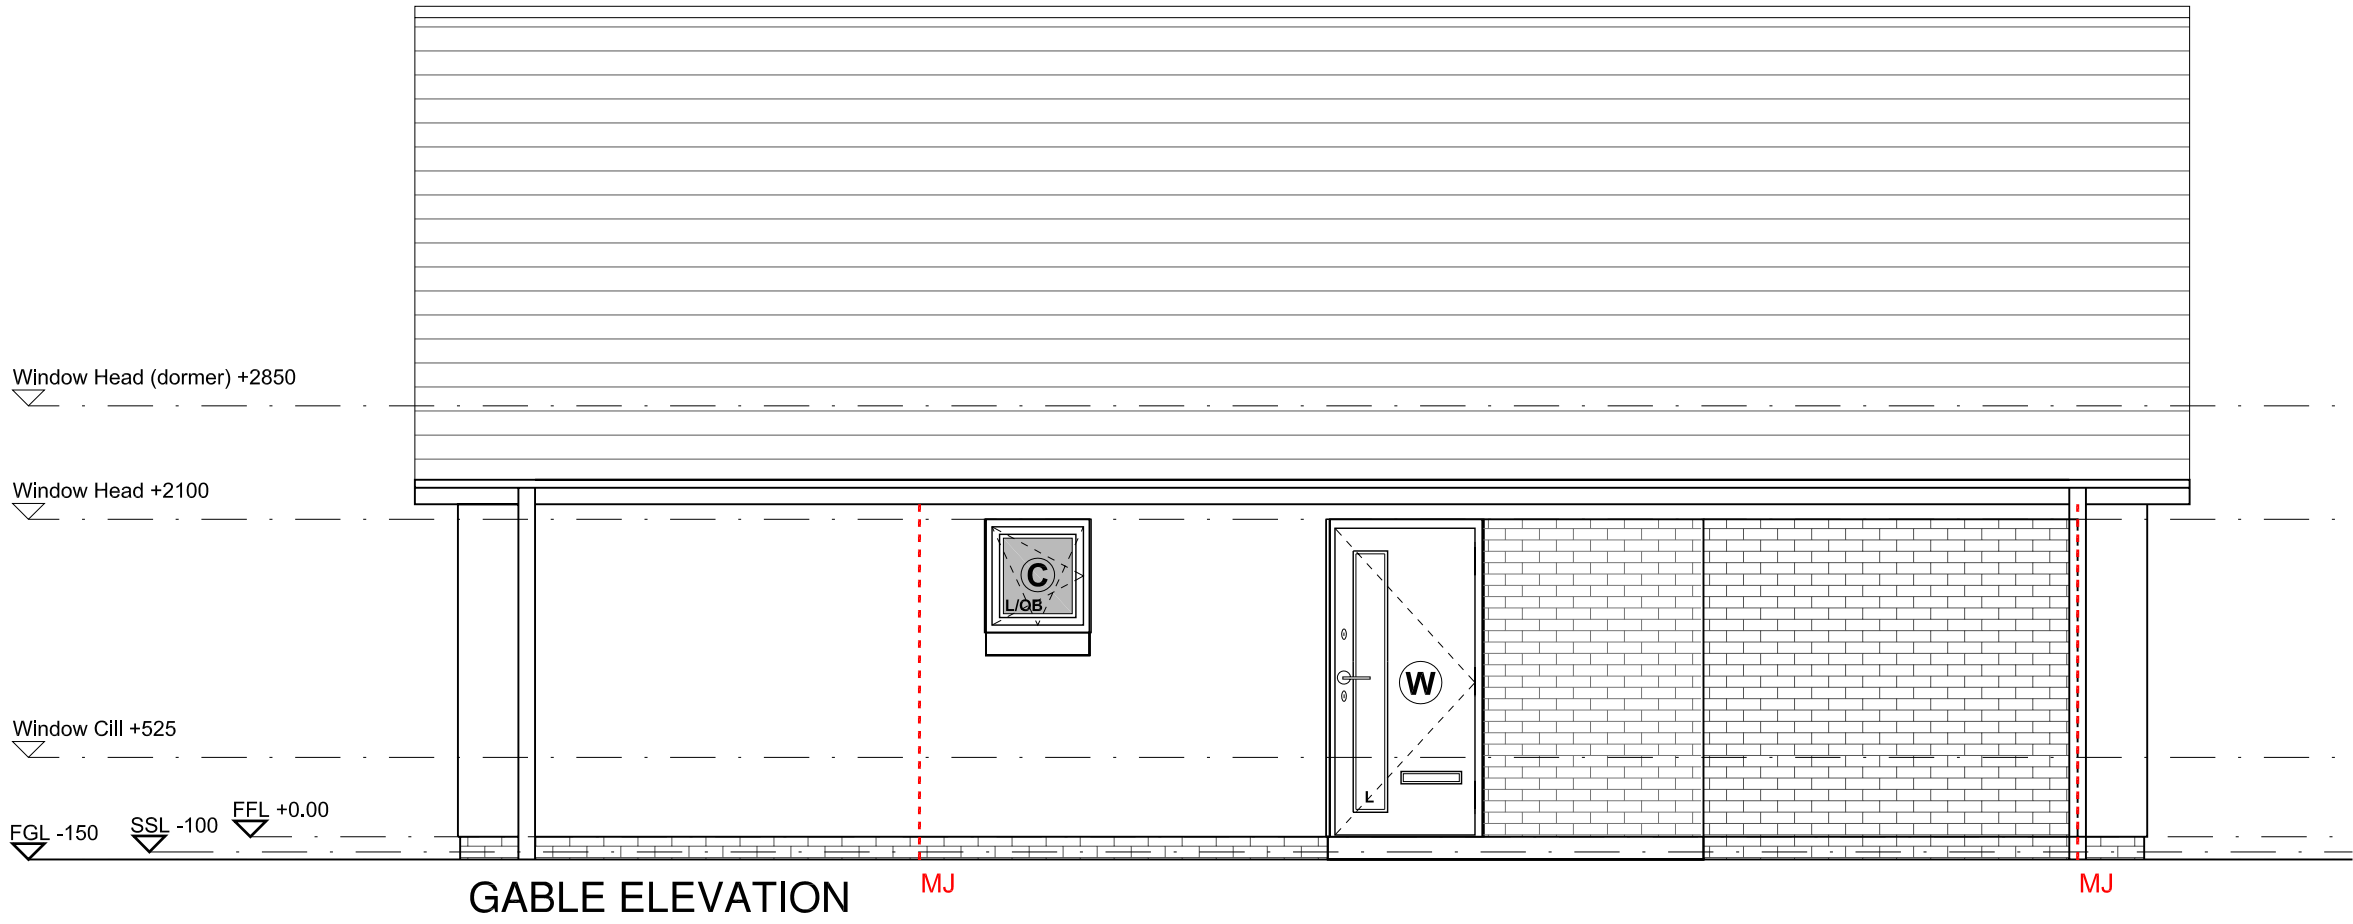 Window Head (dormer) +2850
Window Head +2100
C
L/OB
W
Window Cill +525
L
FFL +0.00
SSL -100
FGL -150
MJ
MJ
GABLE ELEVATION